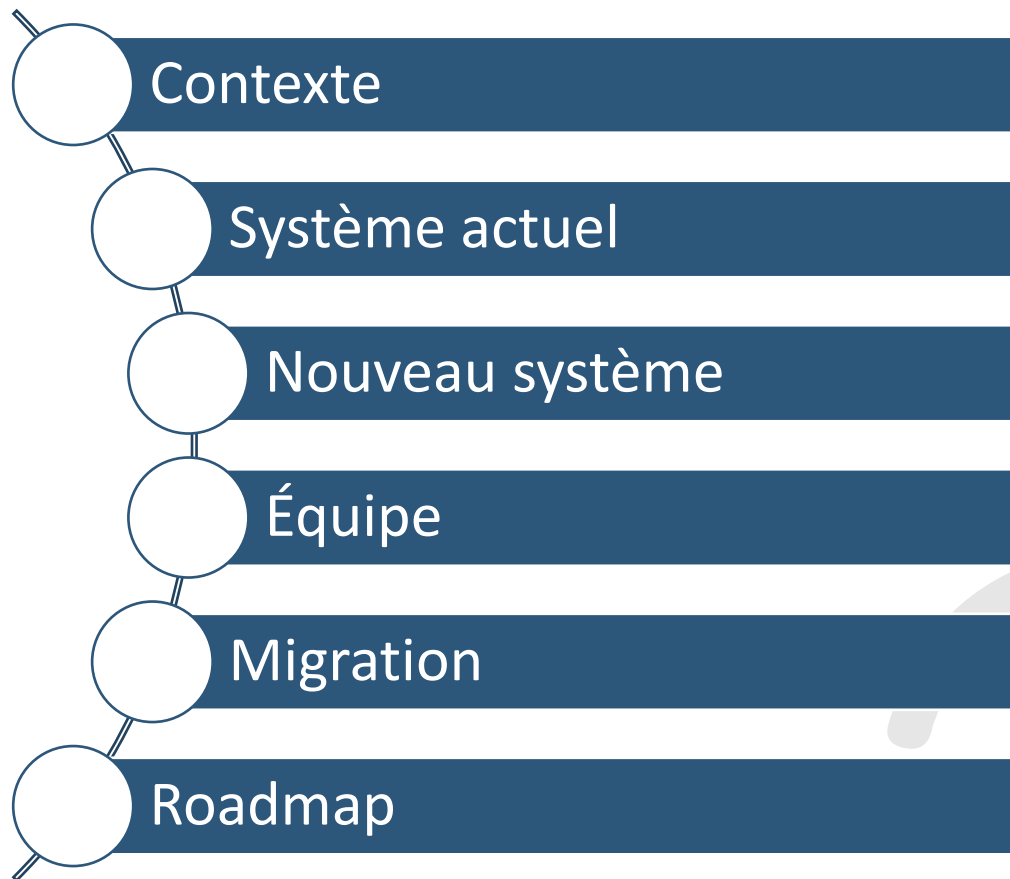 Contexte
Système actuel
Nouveau système
Équipe
Migration
Roadmap